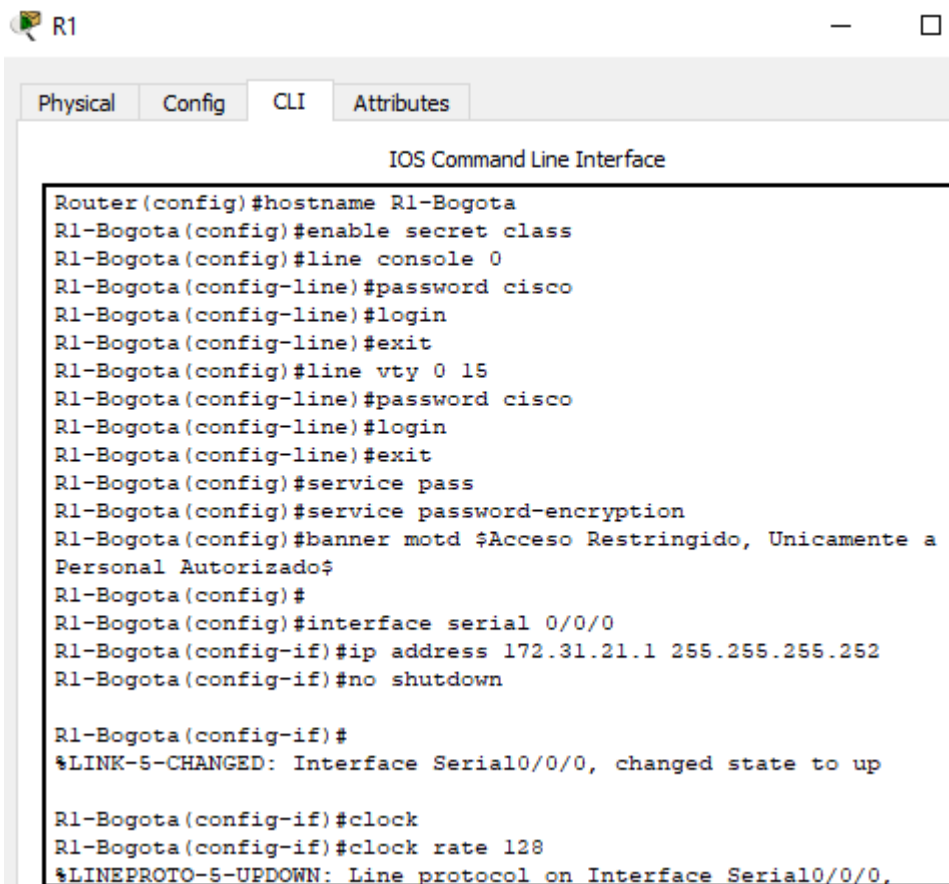 R1
Physical Config CLI Attributes
IOS Command Line Interface
Router(config)#hostname R1-Bogota
R1-Bogota(config)#enable secret class
R1-Bogota(config)#line console 0
R1-Bogota(config-line)#password cisco
R1-Bogota(config-line)#login
R1-Bogota(config-line)#exit
R1-Bogota(config)#line vty 0 15
R1-Bogota(config-line)#password cisco
R1-Bogota(config-line)#login
R1-Bogota(config-line)#exit
R1-Bogota(config)#service pass
R1-Bogota(config)#service password-encryption
R1-Bogota(config)#banner motd $Acceso Restringido, Unicamente a
Personal Autorizado$
R1-Bogota(config)#
R1-Bogota(config)#interface serial 0/0/0
R1-Bogota(config-if)#ip address 172.31.21.1 255.255.255.252
R1-Bogota(config-if)#no shutdown
R1-Bogota(config-if)#
%LINK-5-CHANGED: Interface Serial0/0/0, changed state to up
R1-Bogota(config-if)#clock
R1-Bogota(config-if)#clock rate 128
%LINEPROTO-5-UPDOWN: Line protocol on Interface Serial0/0/0,